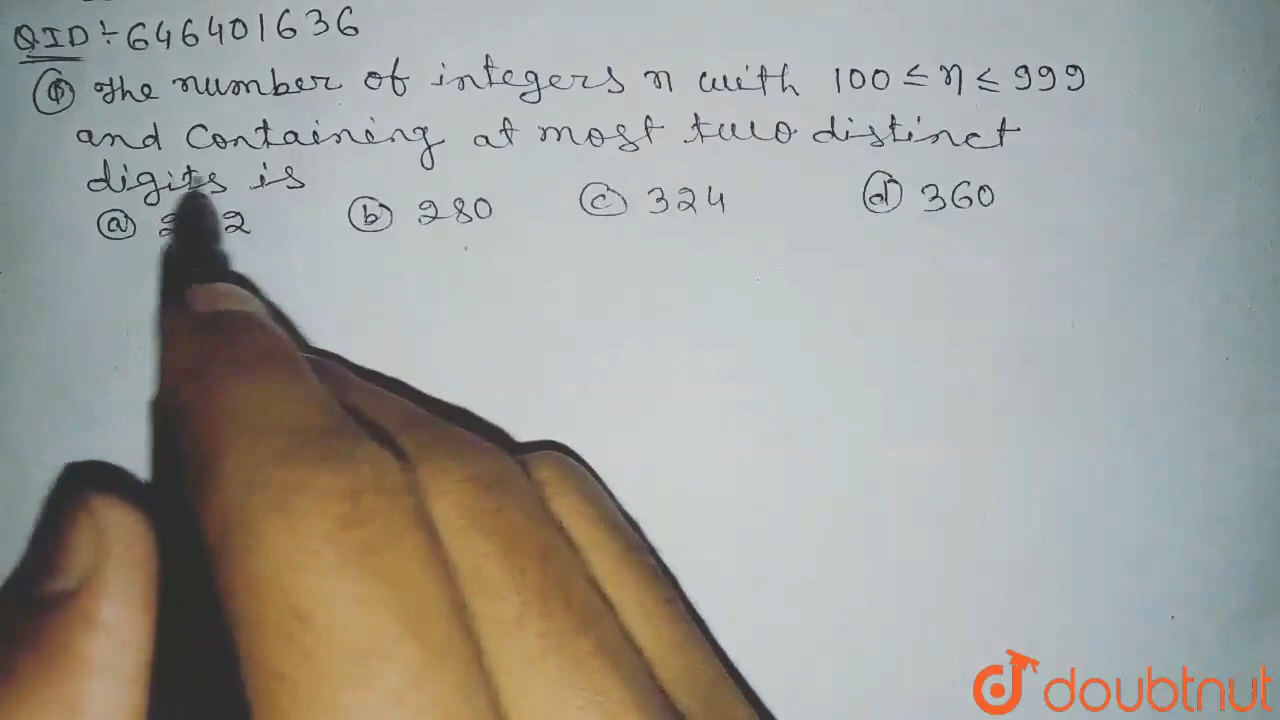 QID:-646401636
Q The number of integers n with 100 ≤ n ≤ 999
and containing at most two distinct
digits is
(a) (b) 280 (c) 324 (d) 360
doubtnut